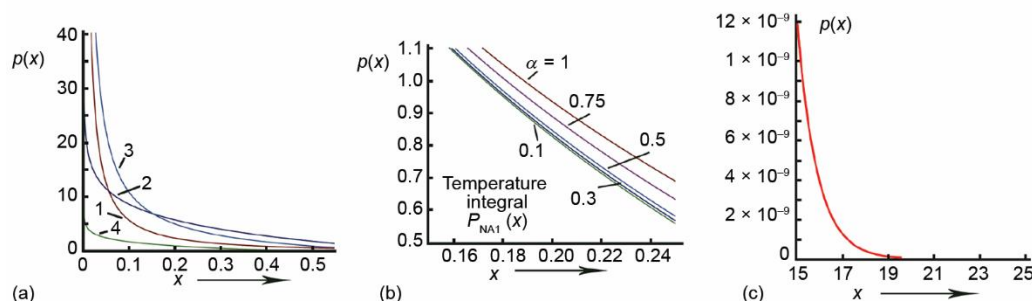 p(x)
40
30
20
10
0
3
2
1
4
0
0.1
0.2
0.3
0.4
0.5
x
(a)
p(x)
1.1
1.0
0.9
0.8
0.7
0.6
0.5
α = 1
0.75
0.5
0.1
0.3
Temperature
integral
P_NA1 (x)
0.16
0.18
0.20
0.22
0.24
x
(b)
p(x)
12 × 10⁻⁹
10 × 10⁻⁹
8 × 10⁻⁹
6 × 10⁻⁹
4 × 10⁻⁹
2 × 10⁻⁹
0
15
17
19
21
23
25
x
(c)